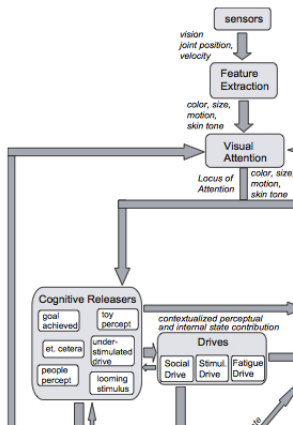 sensors
vision
joint position,
velocity
Feature
Extraction
color, size,
motion,
skin tone
Visual
Attention
Locus of
Attention
color, size,
motion,
skin tone
Cognitive Releasers
goal
achieved
toy
percept
et. cetera
under-
stimulated
drive
people
percept
looming
stimulus
contextualized perceptual
and internal state contribution
Drives
Social
Drive
Stimul.
Drive
Fatigue
Drive